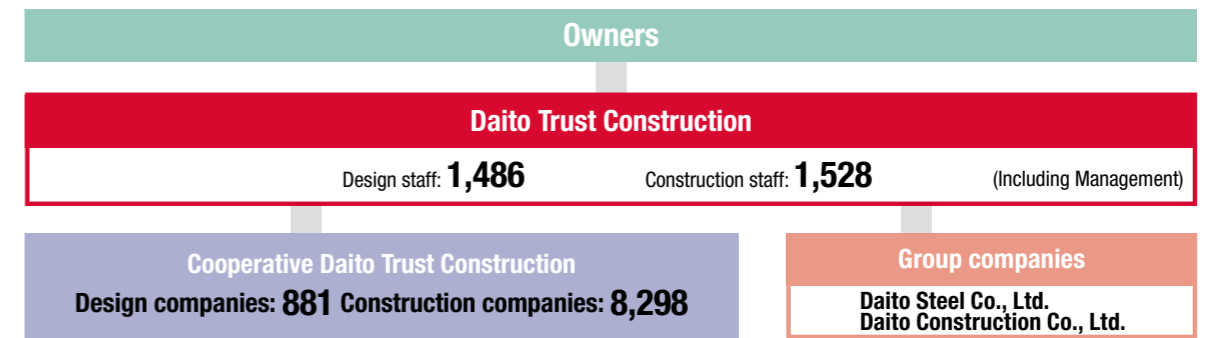 Owners
Daito Trust Construction
Design staff: 1,486 Construction staff: 1,528 (Including Management)
Cooperative Daito Trust Construction
Design companies: 881 Construction companies: 8,298
Group companies
Daito Steel Co., Ltd.
Daito Construction Co., Ltd.